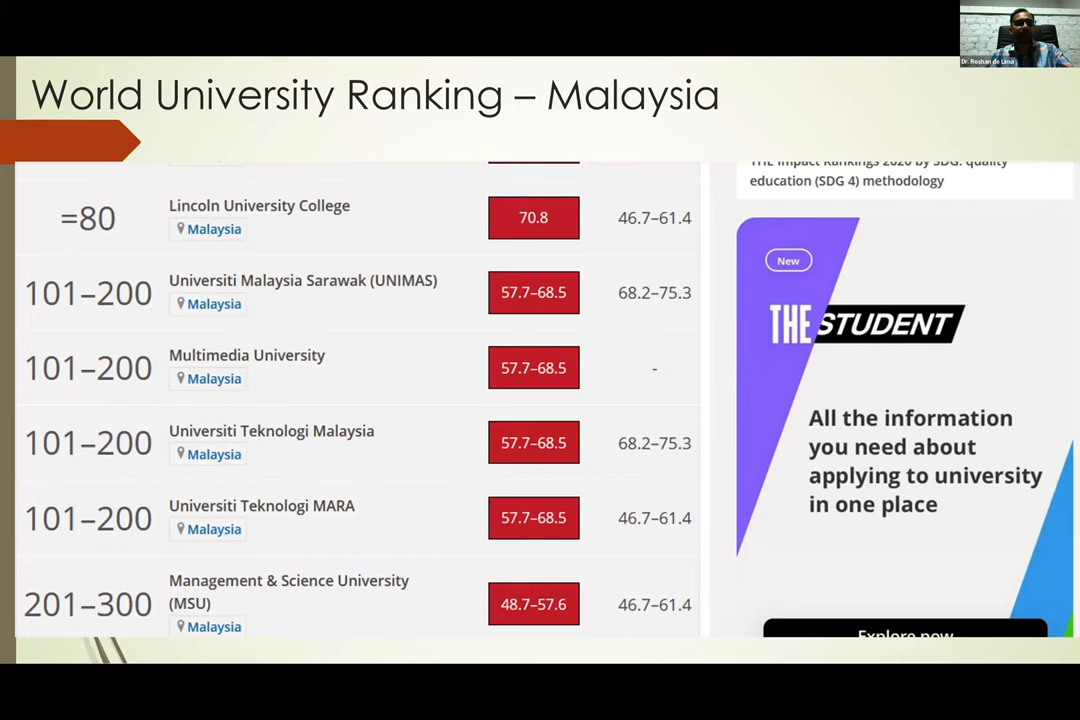 Dr. Roshan de Lima
World University Ranking – Malaysia
THE Impact Rankings 2020 by SDG: quality
education (SDG 4) methodology
=80
Lincoln University College
Malaysia
70.8
46.7–61.4
101–200
Universiti Malaysia Sarawak (UNIMAS)
Malaysia
57.7–68.5
68.2–75.3
101–200
Multimedia University
Malaysia
57.7–68.5
-
101–200
Universiti Teknologi Malaysia
Malaysia
57.7–68.5
68.2–75.3
101–200
Universiti Teknologi MARA
Malaysia
57.7–68.5
46.7–61.4
201–300
Management & Science University
(MSU)
Malaysia
48.7–57.6
46.7–61.4
New
THE STUDENT
All the information
you need about
applying to university
in one place
Explore now